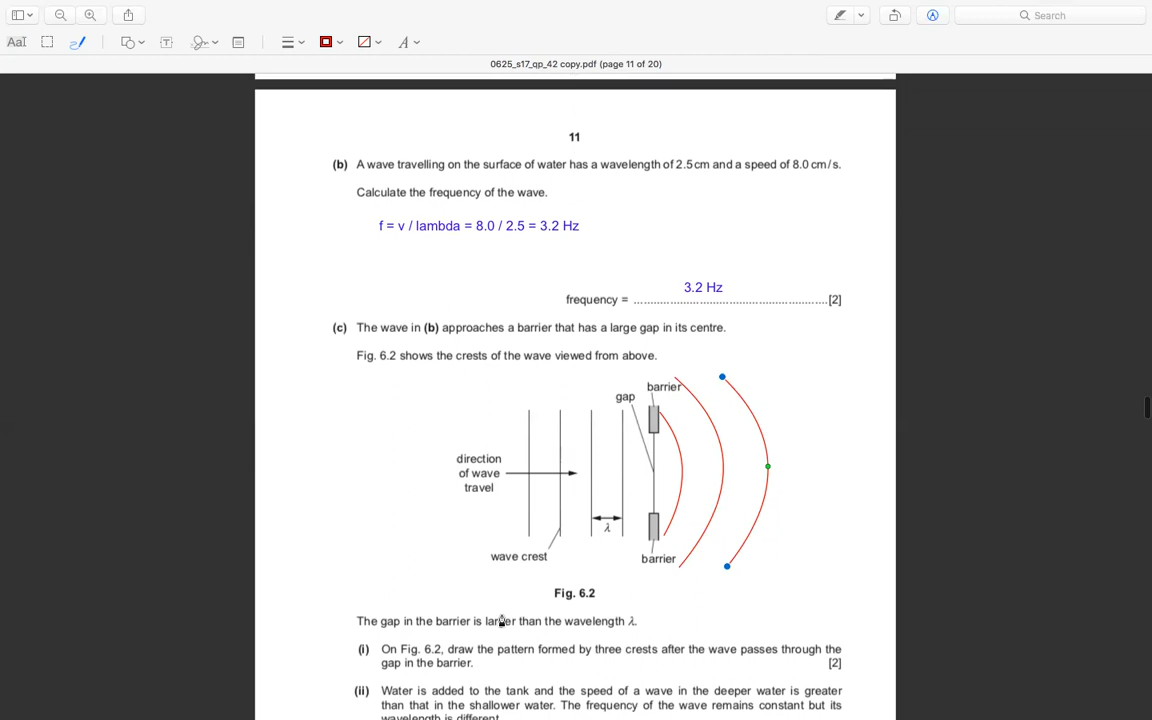 Search
AaI
T
A
0625_s17_qp_42 copy.pdf (page 11 of 20)
11
(b) A wave travelling on the surface of water has a wavelength of 2.5 cm and a speed of 8.0 cm/s.
Calculate the frequency of the wave.
f = v / lambda = 8.0 / 2.5 = 3.2 Hz
3.2 Hz
frequency = ..........................................................[2]
(c) The wave in (b) approaches a barrier that has a large gap in its centre.
Fig. 6.2 shows the crests of the wave viewed from above.
barrier
gap
direction
of wave
travel
λ
wave crest
barrier
Fig. 6.2
The gap in the barrier is larger than the wavelength λ.
(i) On Fig. 6.2, draw the pattern formed by three crests after the wave passes through the
gap in the barrier. [2]
(ii) Water is added to the tank and the speed of a wave in the deeper water is greater
than that in the shallower water. The frequency of the wave remains constant but its
wavelength is different.